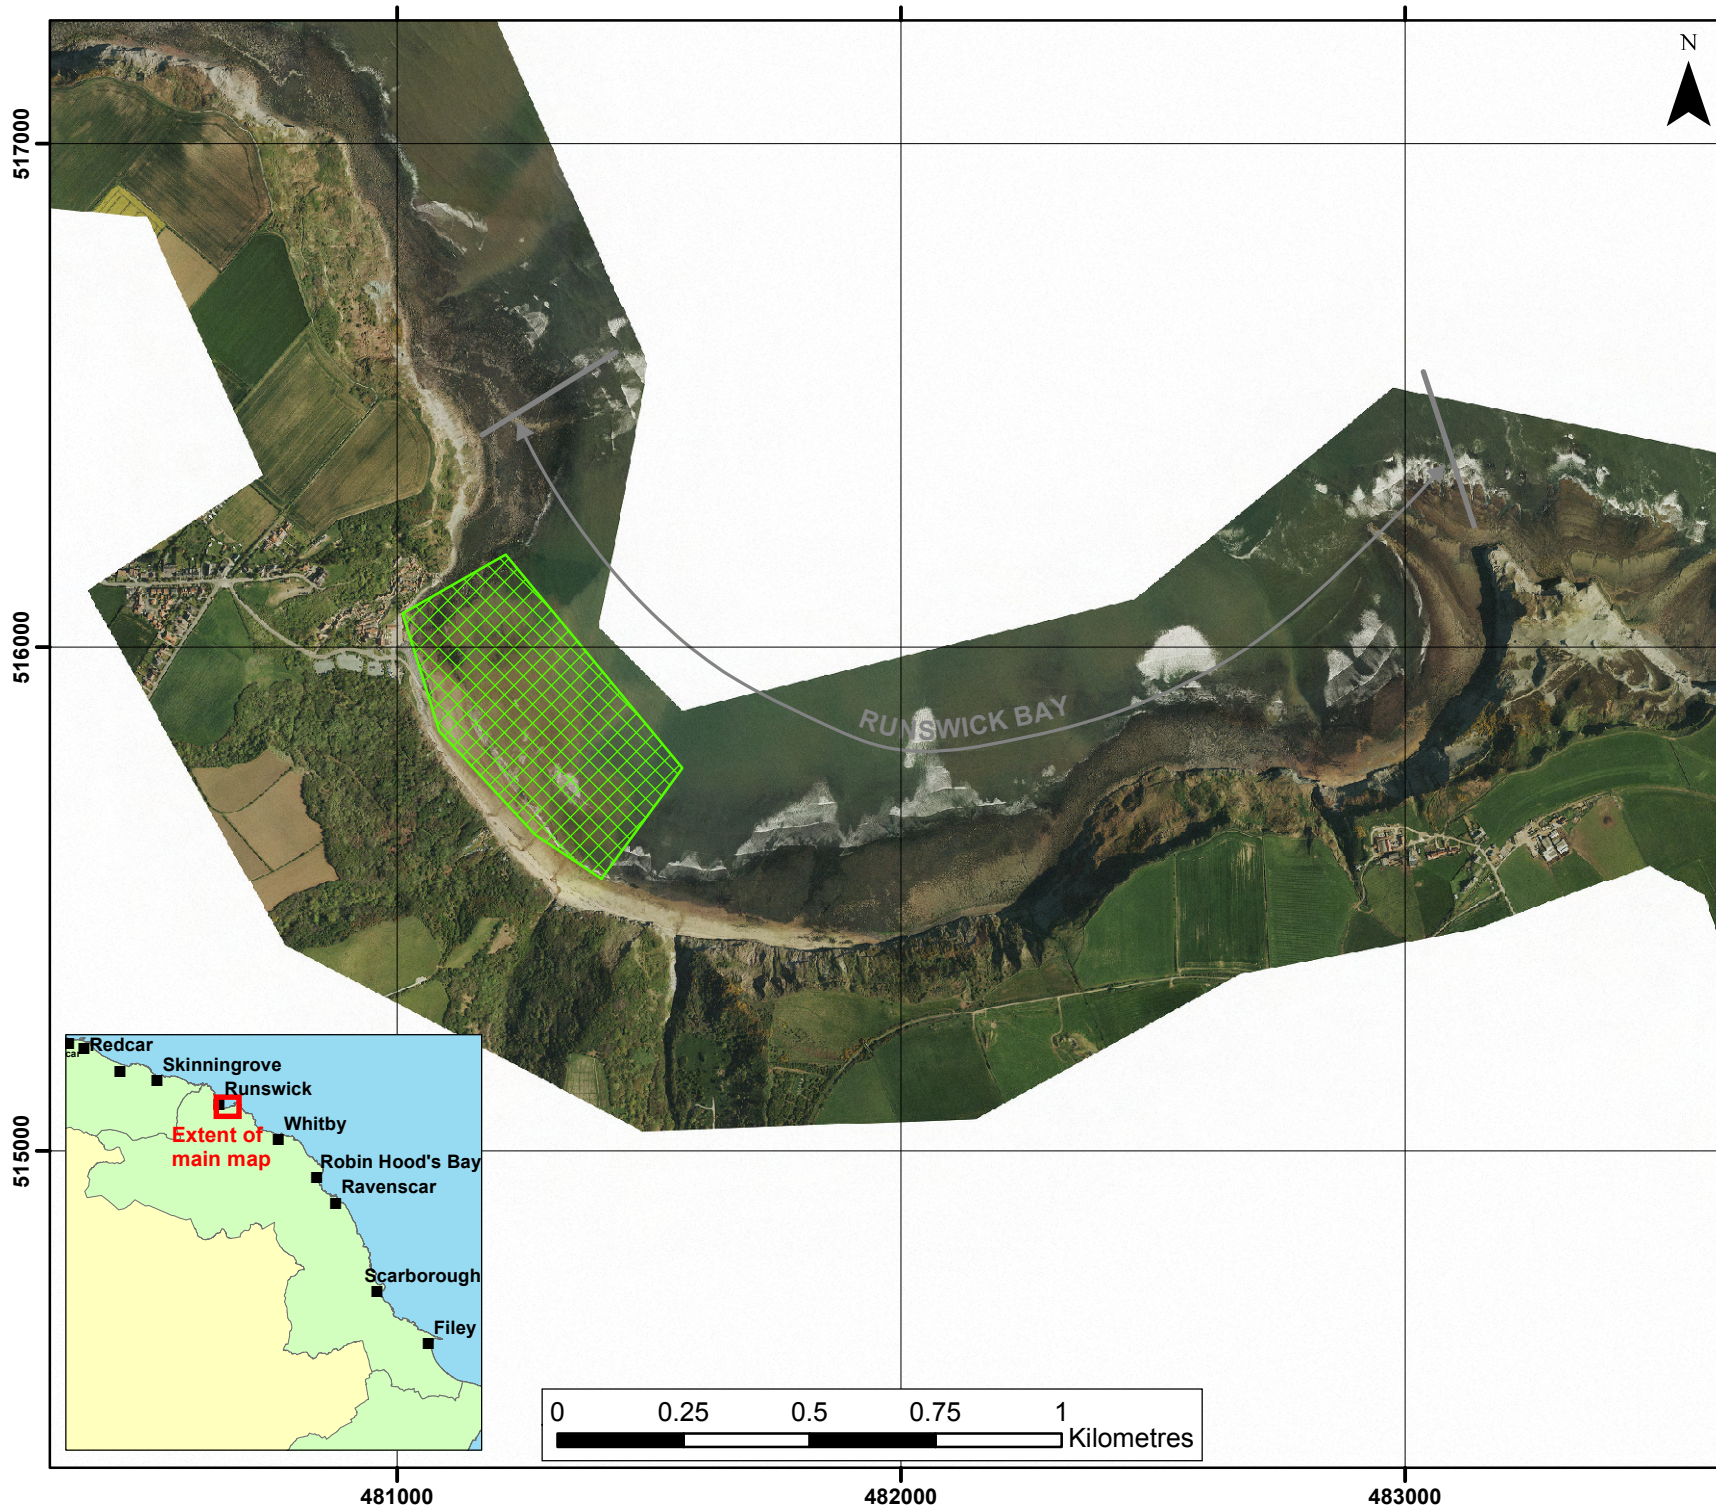 N
517000
516000
515000
RUNSWICK BAY
Redcar
car
Skinningrove
Runswick
Extent of
main map
Whitby
Robin Hood's Bay
Ravenscar
Scarborough
Filey
0 0.25 0.5 0.75 1
Kilometres
481000 482000 483000